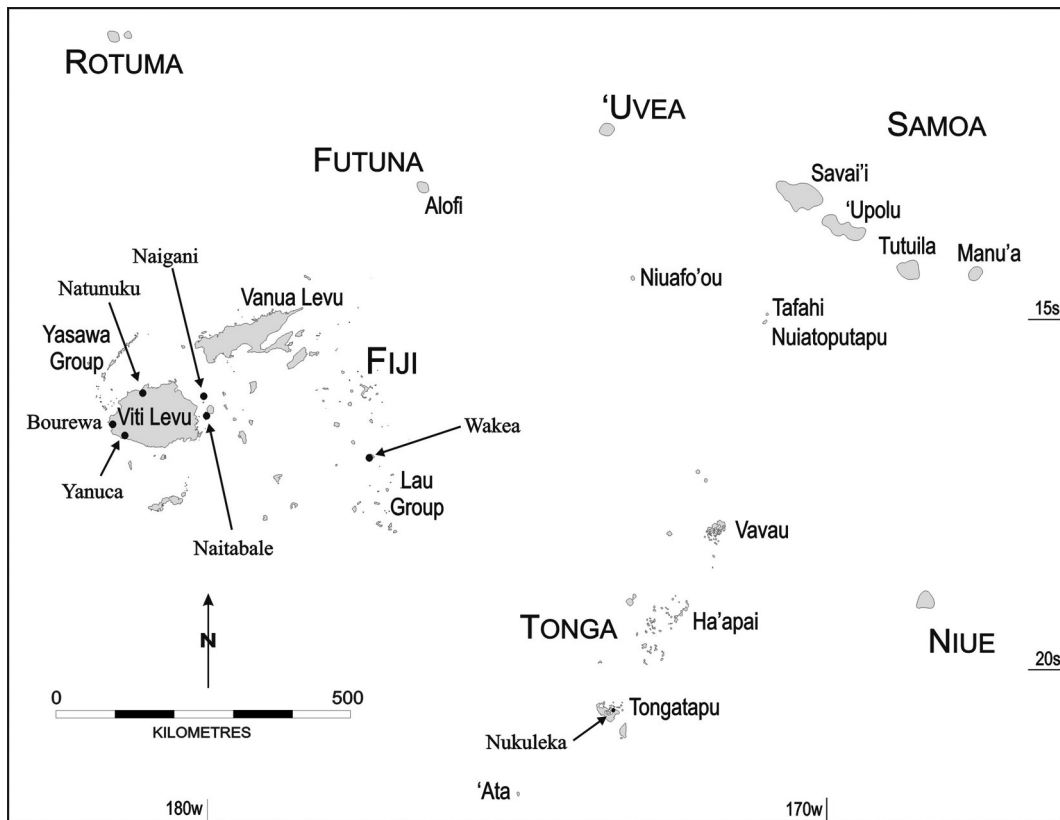 ROTUMA
'UVEA
SAMOA
FUTUNA
Savai'i
Alofi
'Upolu
Tutuila
Manu'a
Naigani
Niuafo'ou
Natunuku
Vanua Levu
Tafahi
15s
Nuiatoputapu
Yasawa
Group
FIJI
Bourewa
Viti Levu
Wakea
Yanuca
Lau
Group
Vavau
Naitabale
TONGA
Ha'apai
N
NIUE
20s
0
500
KILOMETRES
Tongatapu
Nukuleka
'Ata
180w
170w